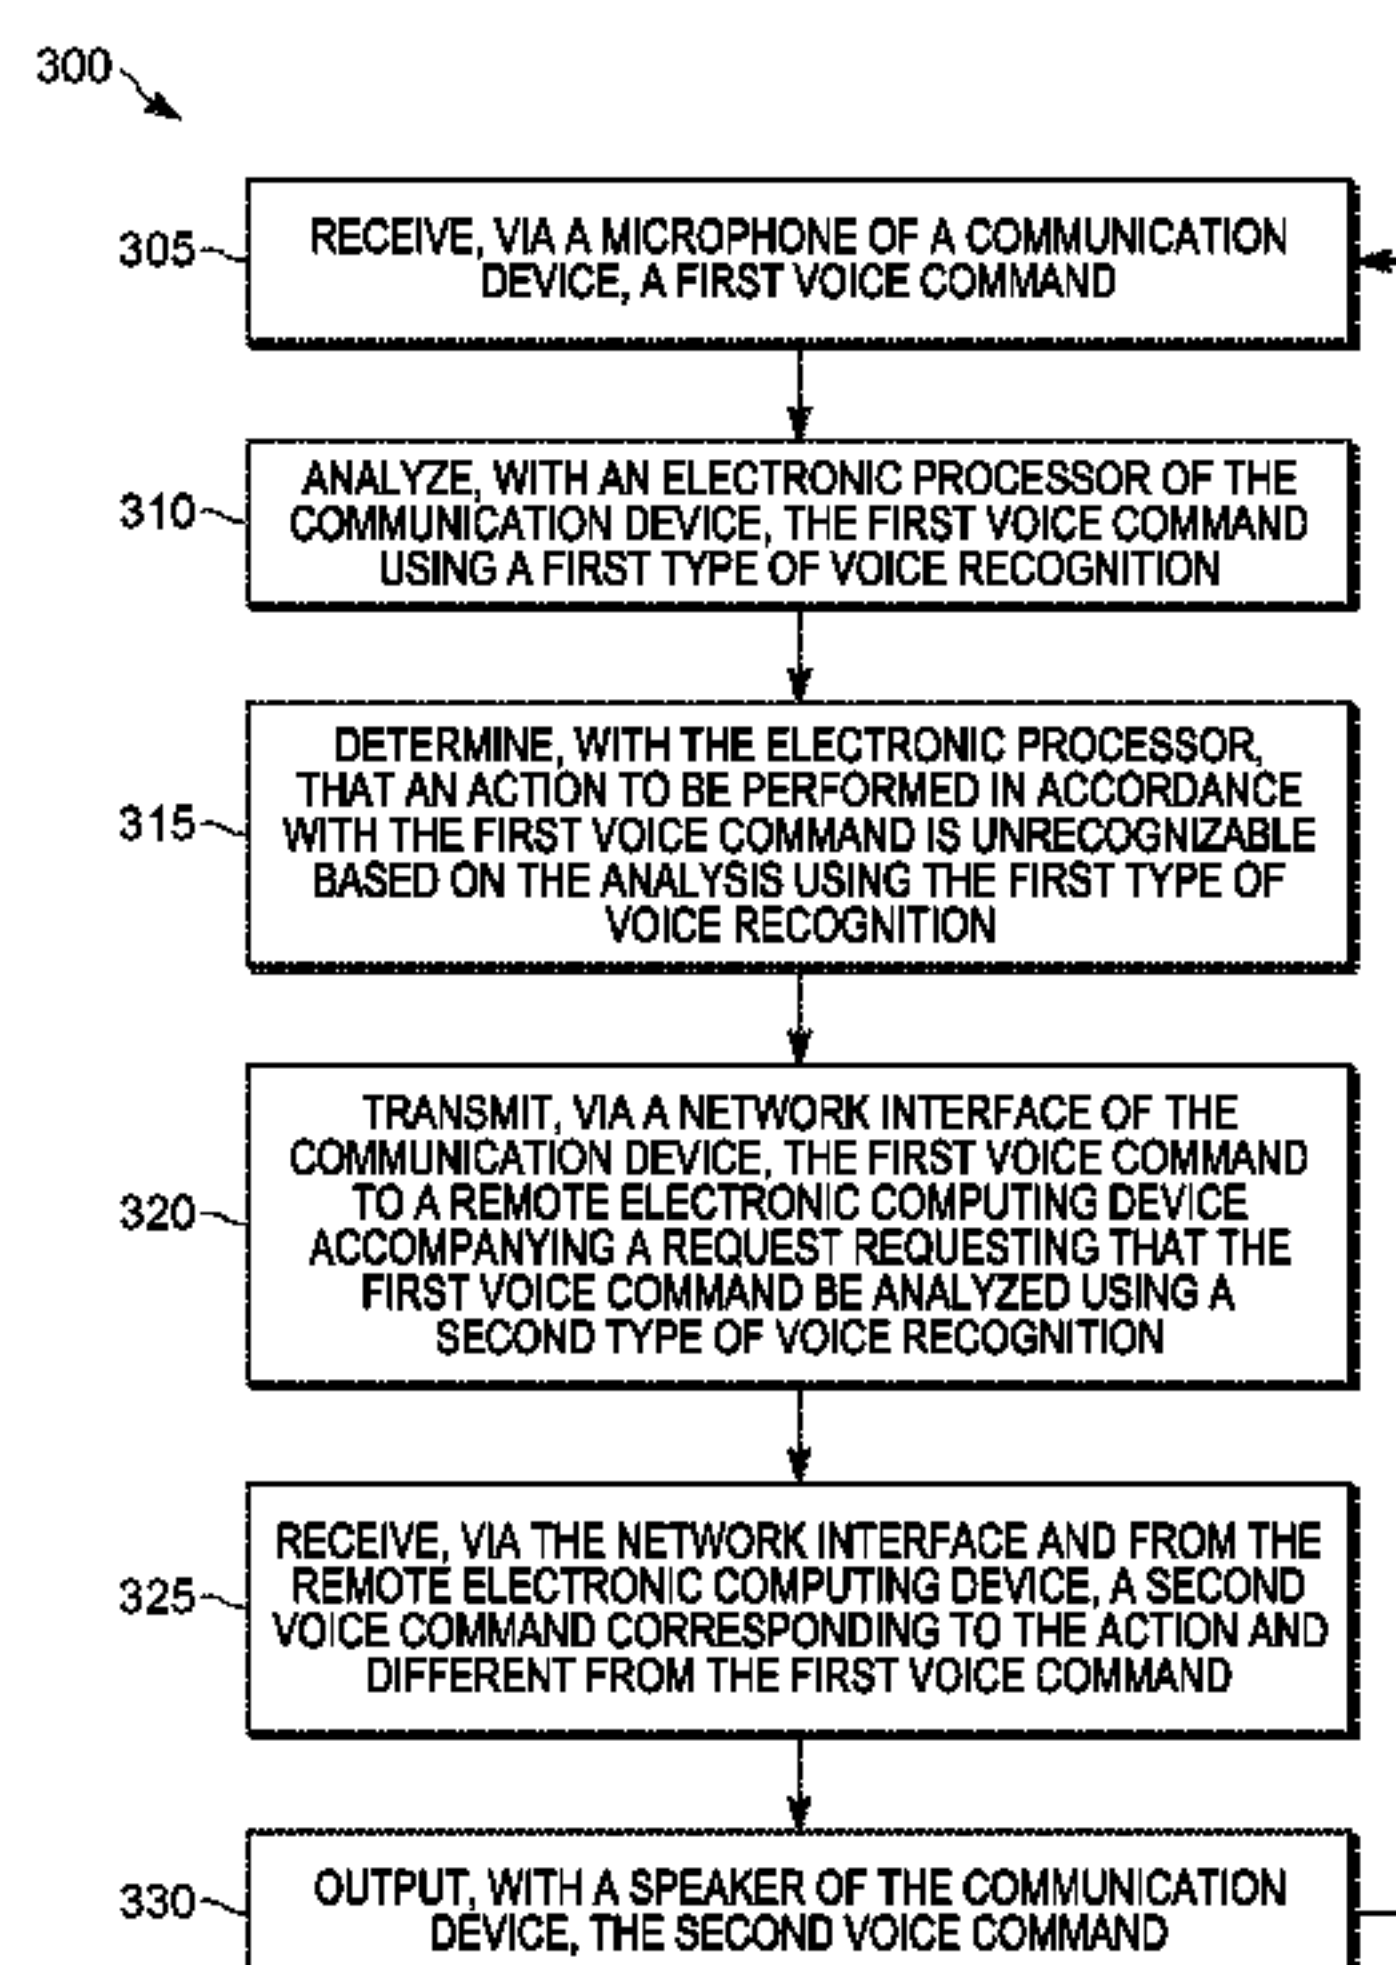 300
305
RECEIVE, VIA A MICROPHONE OF A COMMUNICATION
DEVICE, A FIRST VOICE COMMAND
310
ANALYZE, WITH AN ELECTRONIC PROCESSOR OF THE
COMMUNICATION DEVICE, THE FIRST VOICE COMMAND
USING A FIRST TYPE OF VOICE RECOGNITION
315
DETERMINE, WITH THE ELECTRONIC PROCESSOR,
THAT AN ACTION TO BE PERFORMED IN ACCORDANCE
WITH THE FIRST VOICE COMMAND IS UNRECOGNIZABLE
BASED ON THE ANALYSIS USING THE FIRST TYPE OF
VOICE RECOGNITION
320
TRANSMIT, VIA A NETWORK INTERFACE OF THE
COMMUNICATION DEVICE, THE FIRST VOICE COMMAND
TO A REMOTE ELECTRONIC COMPUTING DEVICE
ACCOMPANYING A REQUEST REQUESTING THAT THE
FIRST VOICE COMMAND BE ANALYZED USING A
SECOND TYPE OF VOICE RECOGNITION
325
RECEIVE, VIA THE NETWORK INTERFACE AND FROM THE
REMOTE ELECTRONIC COMPUTING DEVICE, A SECOND
VOICE COMMAND CORRESPONDING TO THE ACTION AND
DIFFERENT FROM THE FIRST VOICE COMMAND
330
OUTPUT, WITH A SPEAKER OF THE COMMUNICATION
DEVICE, THE SECOND VOICE COMMAND